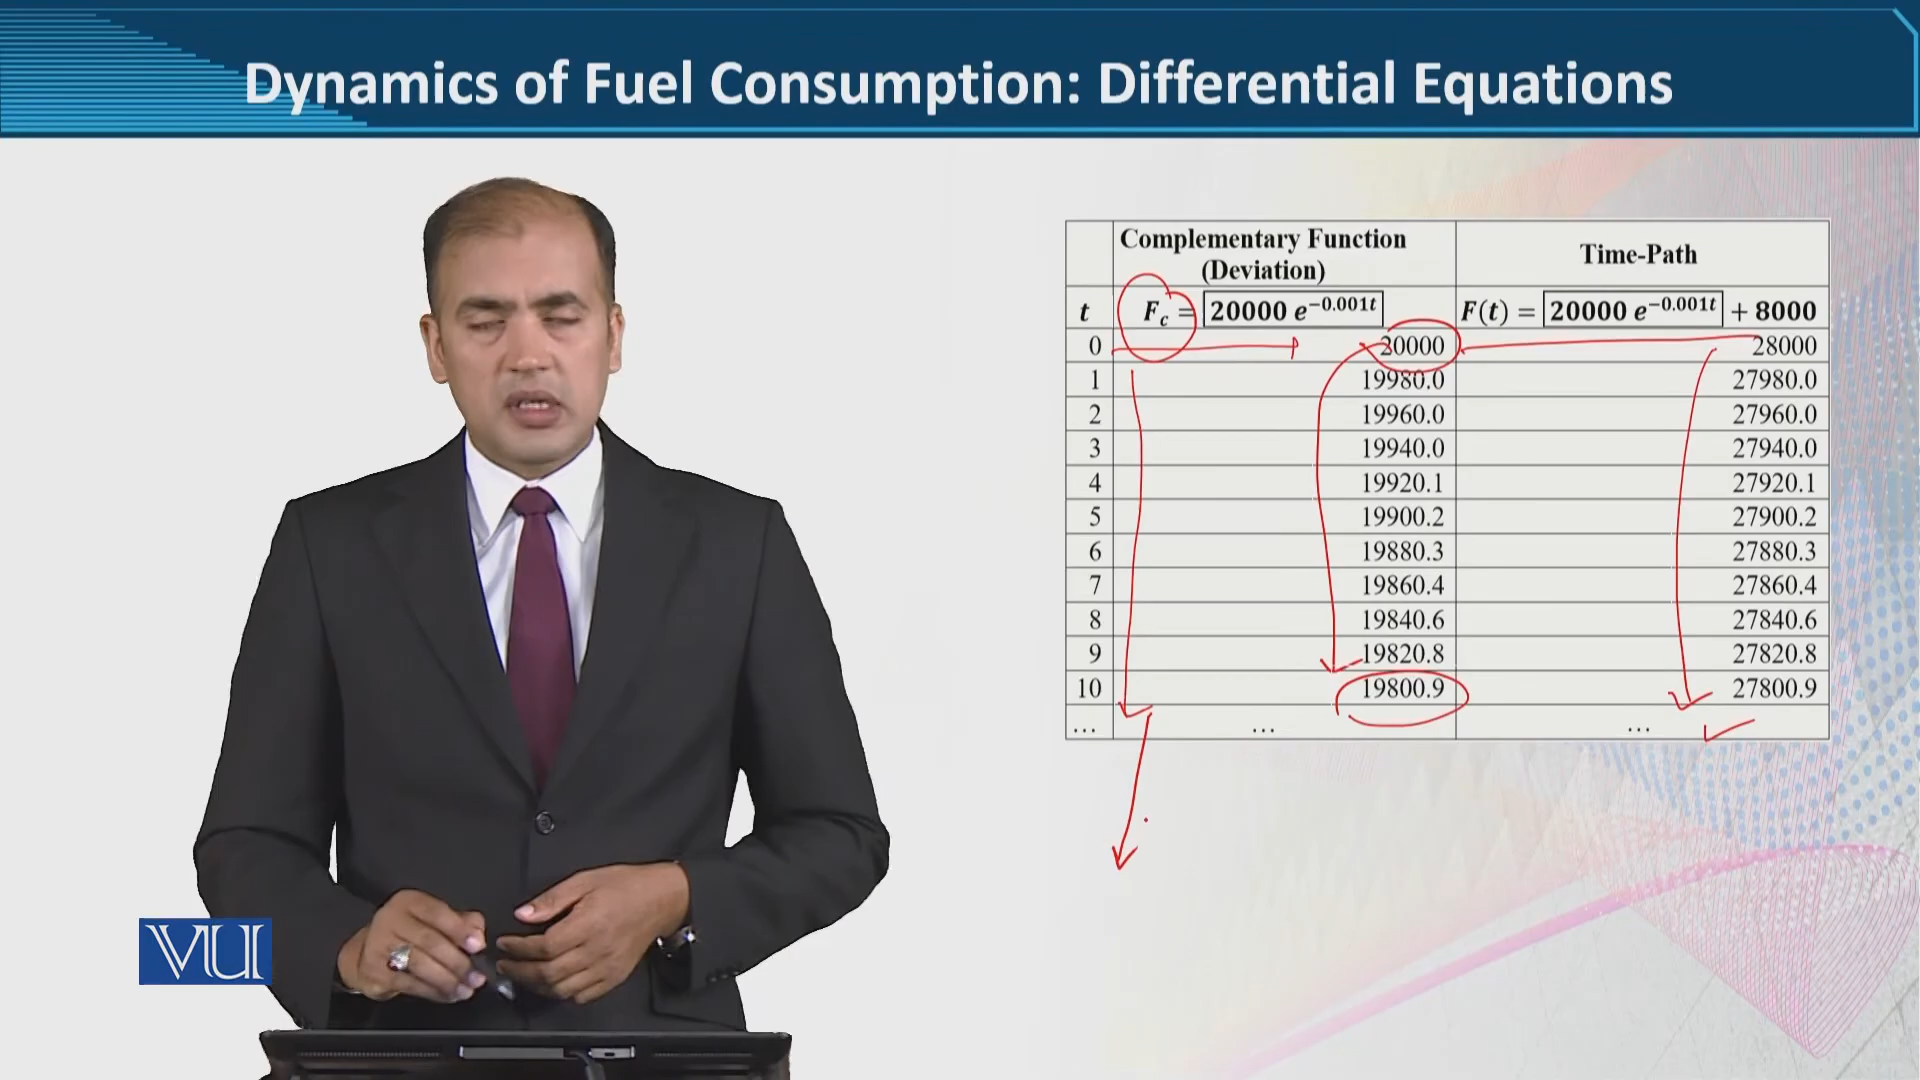 Dynamics of Fuel Consumption: Differential Equations
Complementary Function
(Deviation)
Time-Path
t F_c = 20000 e^{-0.001t} F(t) = 20000 e^{-0.001t} + 8000
0 20000 28000
1 19980.0 27980.0
2 19960.0 27960.0
3 19940.0 27940.0
4 19920.1 27920.1
5 19900.2 27900.2
6 19880.3 27880.3
7 19860.4 27860.4
8 19840.6 27840.6
9 19820.8 27820.8
10 19800.9 27800.9
... ... ...
VU